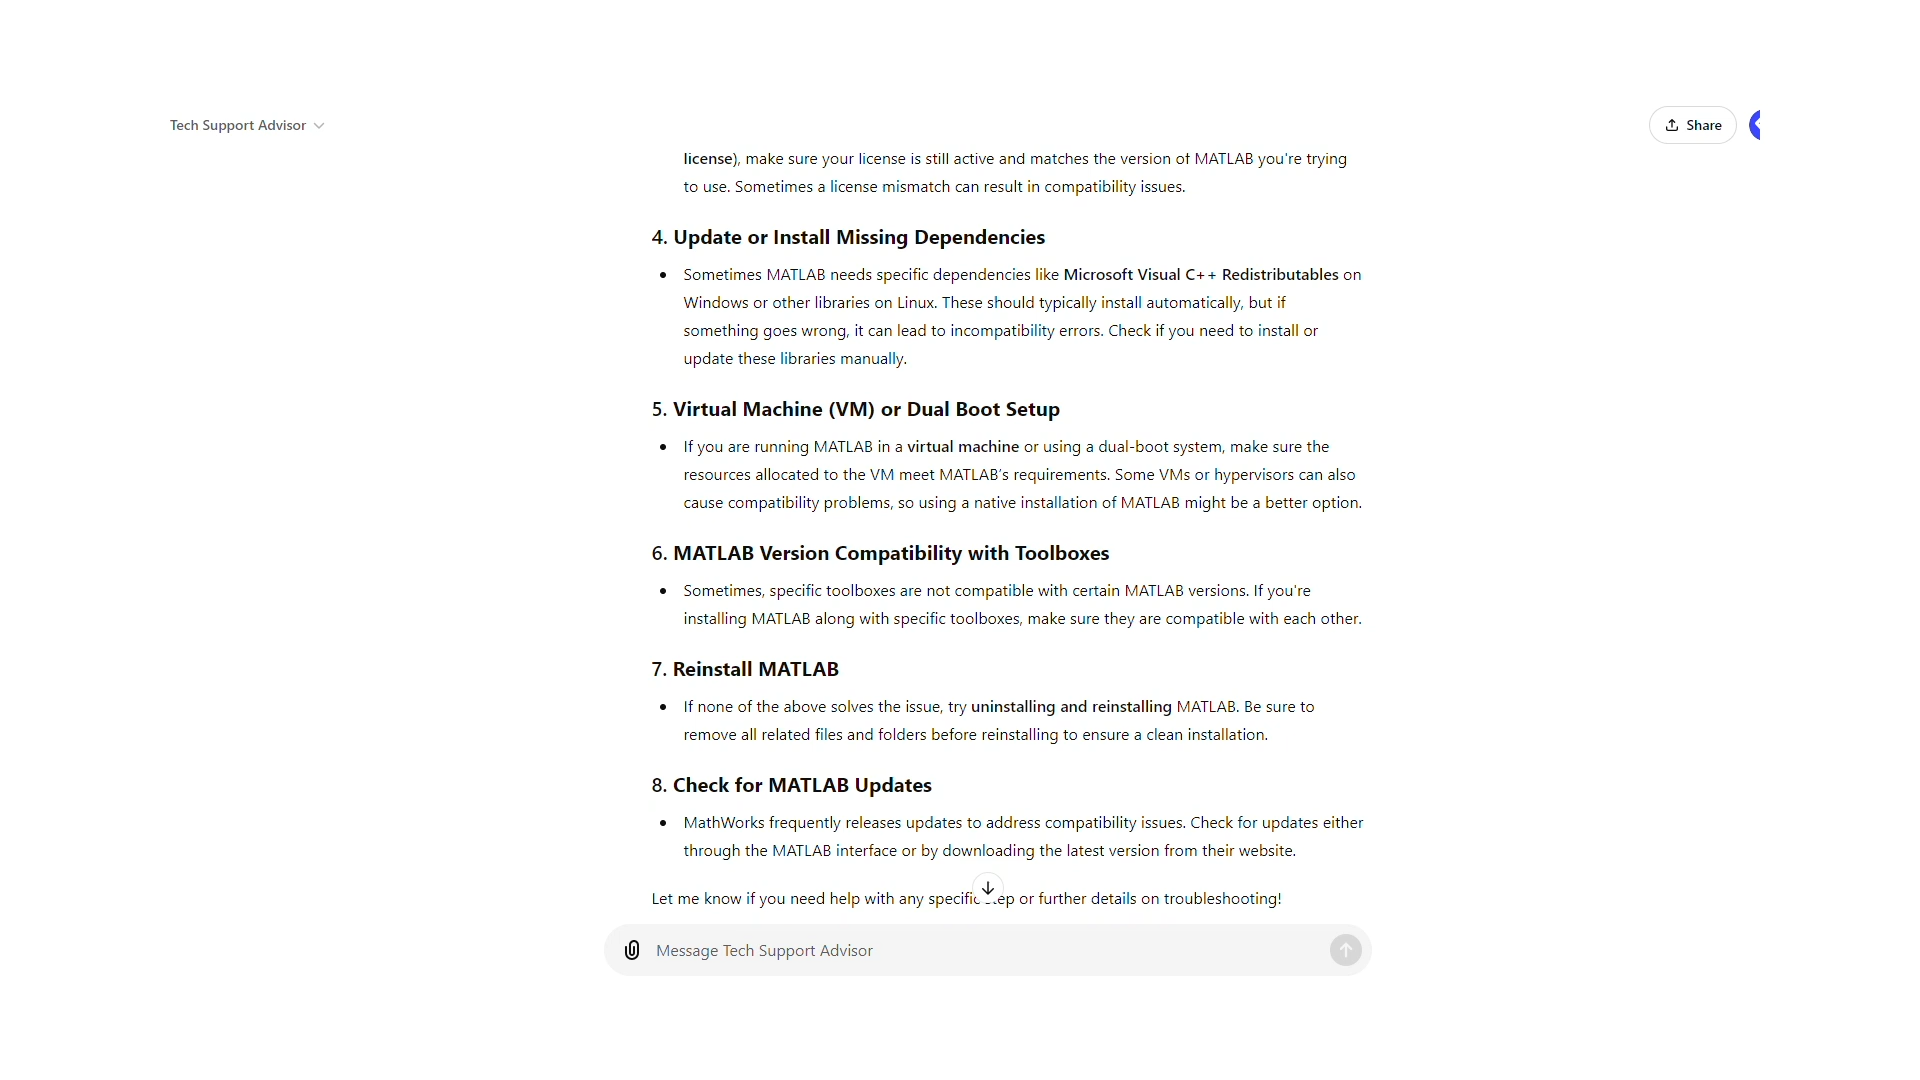 Tech Support Advisor
Share
license), make sure your license is still active and matches the version of MATLAB you're trying
to use. Sometimes a license mismatch can result in compatibility issues.
4. Update or Install Missing Dependencies
Sometimes MATLAB needs specific dependencies like Microsoft Visual C++ Redistributables on
Windows or other libraries on Linux. These should typically install automatically, but if
something goes wrong, it can lead to incompatibility errors. Check if you need to install or
update these libraries manually.
5. Virtual Machine (VM) or Dual Boot Setup
If you are running MATLAB in a virtual machine or using a dual-boot system, make sure the
resources allocated to the VM meet MATLAB’s requirements. Some VMs or hypervisors can also
cause compatibility problems, so using a native installation of MATLAB might be a better option.
6. MATLAB Version Compatibility with Toolboxes
Sometimes, specific toolboxes are not compatible with certain MATLAB versions. If you're
installing MATLAB along with specific toolboxes, make sure they are compatible with each other.
7. Reinstall MATLAB
If none of the above solves the issue, try uninstalling and reinstalling MATLAB. Be sure to
remove all related files and folders before reinstalling to ensure a clean installation.
8. Check for MATLAB Updates
MathWorks frequently releases updates to address compatibility issues. Check for updates either
through the MATLAB interface or by downloading the latest version from their website.
Let me know if you need help with any specific step or further details on troubleshooting!
Message Tech Support Advisor